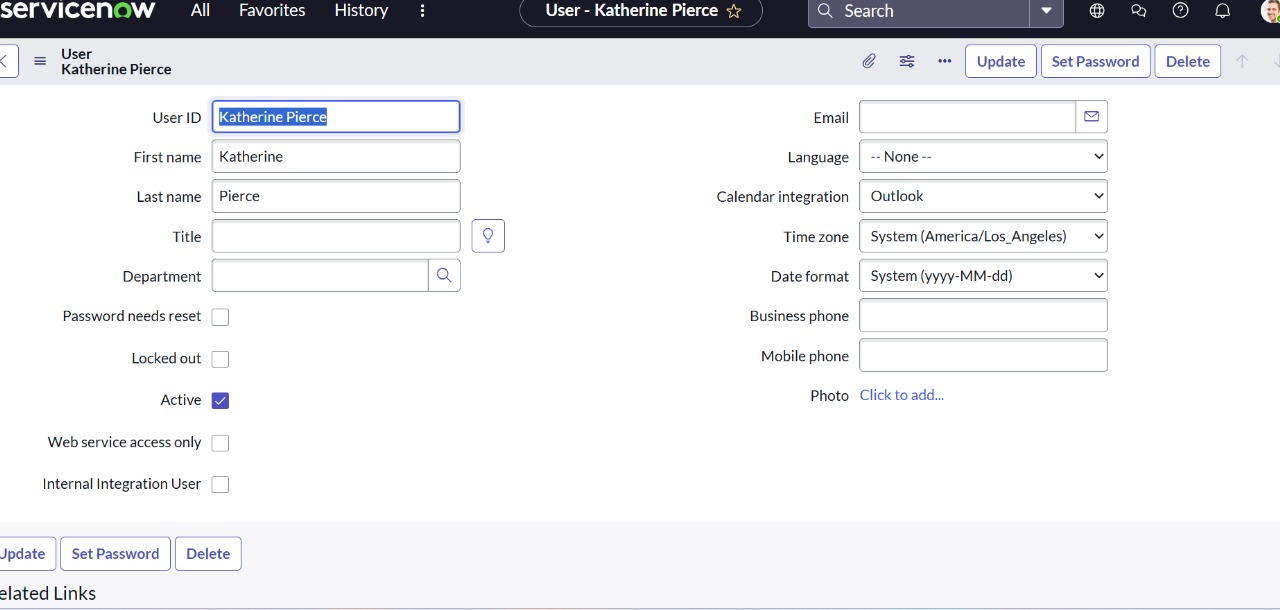 servicenow All Favorites History User - Katherine Pierce Search
User
Katherine Pierce
Update Set Password Delete
User ID Katherine Pierce
First name Katherine
Last name Pierce
Title
Department
Password needs reset
Locked out
Active
Web service access only
Internal Integration User
Email
Language -- None --
Calendar integration Outlook
Time zone System (America/Los_Angeles)
Date format System (yyyy-MM-dd)
Business phone
Mobile phone
Photo Click to add...
Update Set Password Delete
elated Links